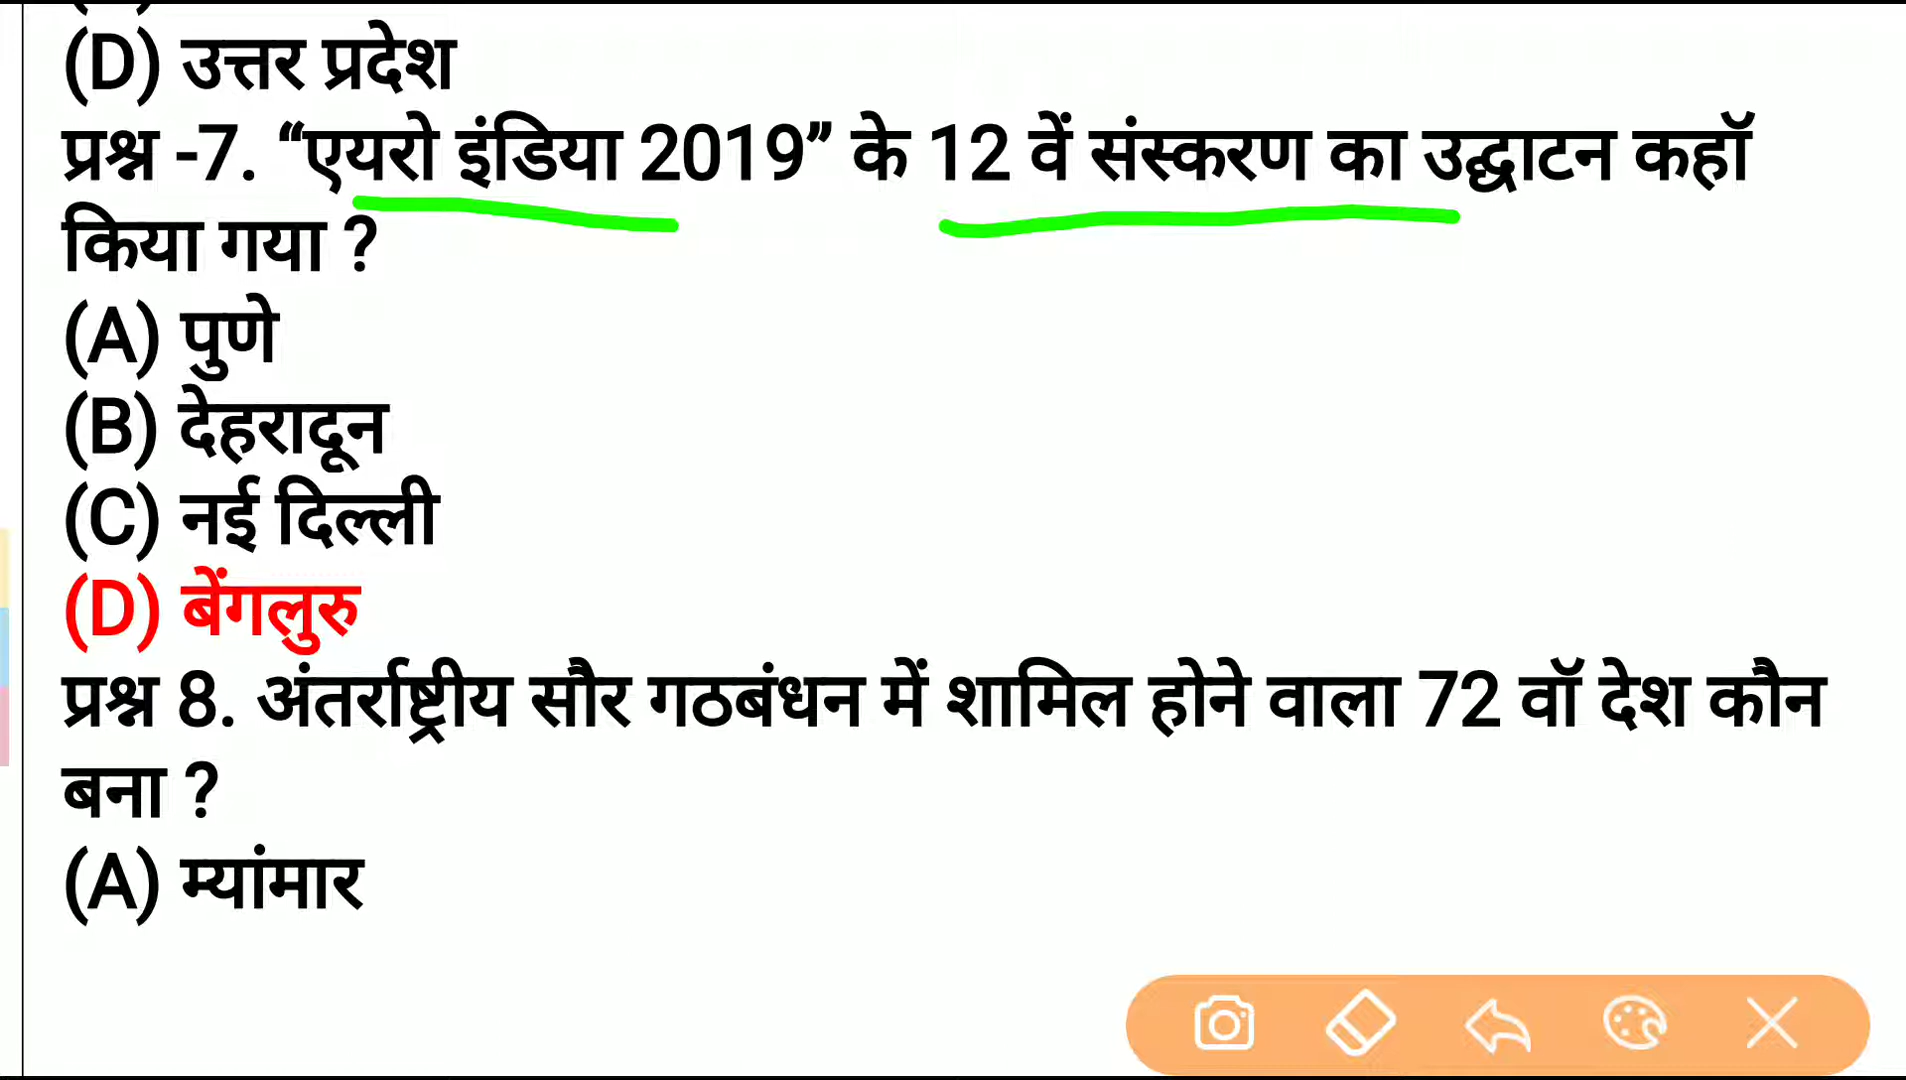 (D) उत्तर प्रदेश
प्रश्न -7. “एयरो इंडिया 2019” के 12 वें संस्करण का उद्घाटन कहाॅ
किया गया ?
(A) पुणे
(B) देहरादून
(C) नई दिल्ली
(D) बेंगलुरु
प्रश्न 8. अंतर्राष्ट्रीय सौर गठबंधन में शामिल होने वाला 72 वाॅ देश कौन
बना ?
(A) म्यांमार